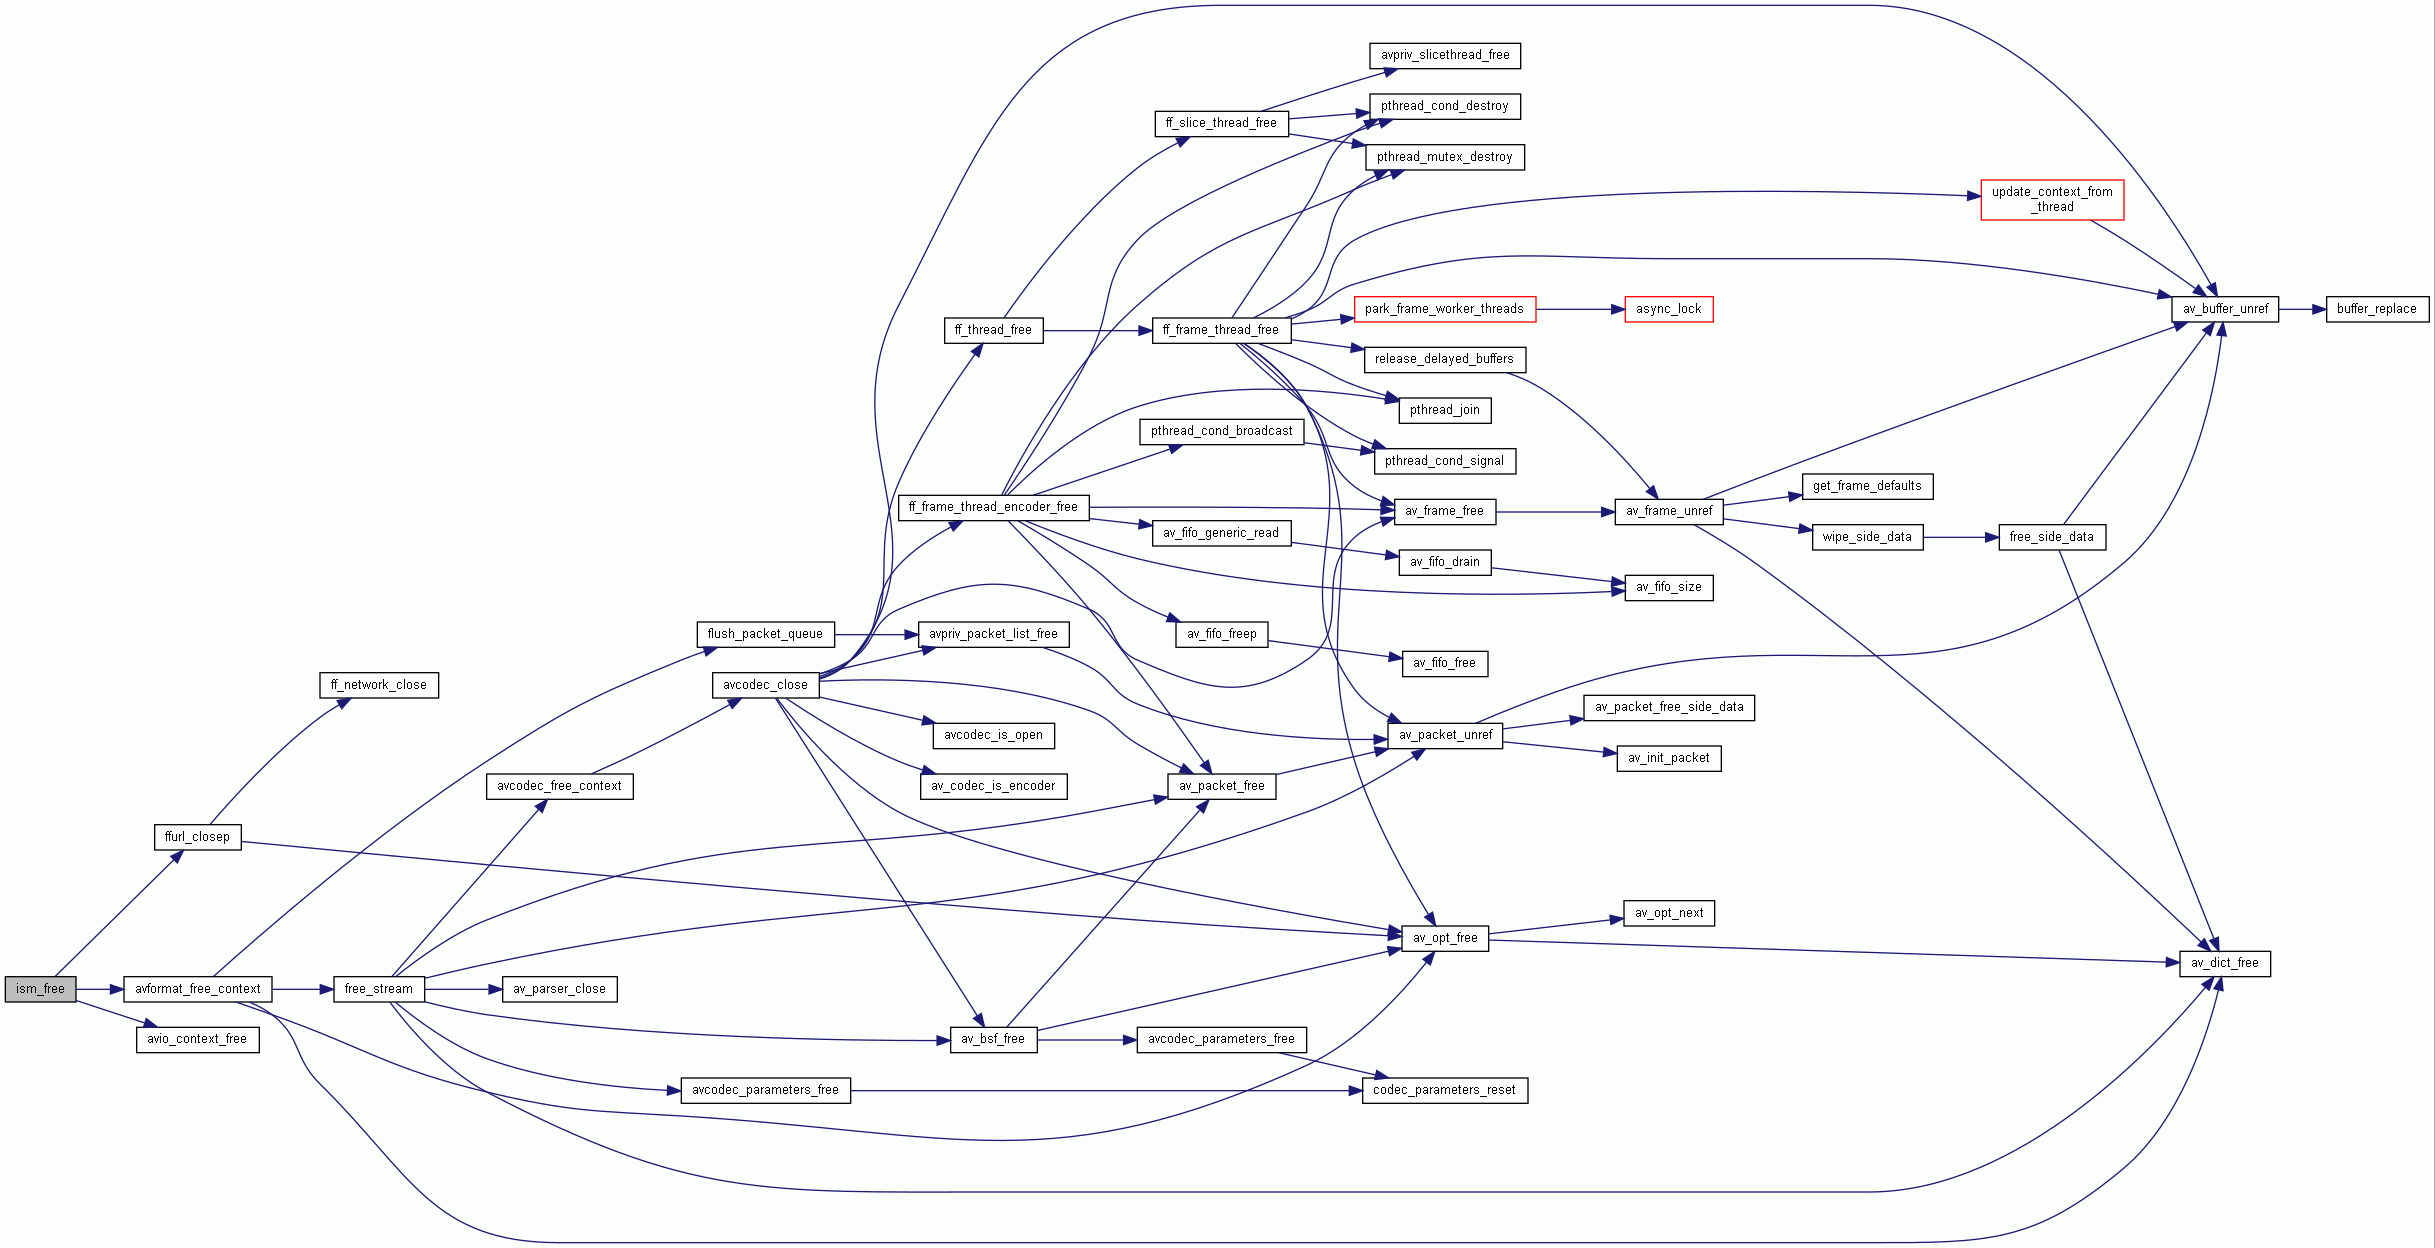 avpriv_slicethread_free
pthread_cond_destroy
ff_slice_thread_free
pthread_mutex_destroy
update_context_from
_thread
av_buffer_unref
buffer_replace
park_frame_worker_threads
async_lock
ff_thread_free
ff_frame_thread_free
release_delayed_buffers
pthread_join
pthread_cond_broadcast
pthread_cond_signal
get_frame_defaults
ff_frame_thread_encoder_free
av_frame_free
av_frame_unref
av_fifo_generic_read
wipe_side_data
free_side_data
av_fifo_drain
av_fifo_size
flush_packet_queue
avpriv_packet_list_free
av_fifo_freep
av_fifo_free
ff_network_close
avcodec_close
av_packet_free_side_data
avcodec_is_open
av_packet_unref
av_init_packet
avcodec_free_context
av_codec_is_encoder
av_packet_free
ffurl_closep
av_opt_next
av_opt_free
av_dict_free
ism_free
avformat_free_context
free_stream
av_parser_close
avio_context_free
av_bsf_free
avcodec_parameters_free
avcodec_parameters_free
codec_parameters_reset